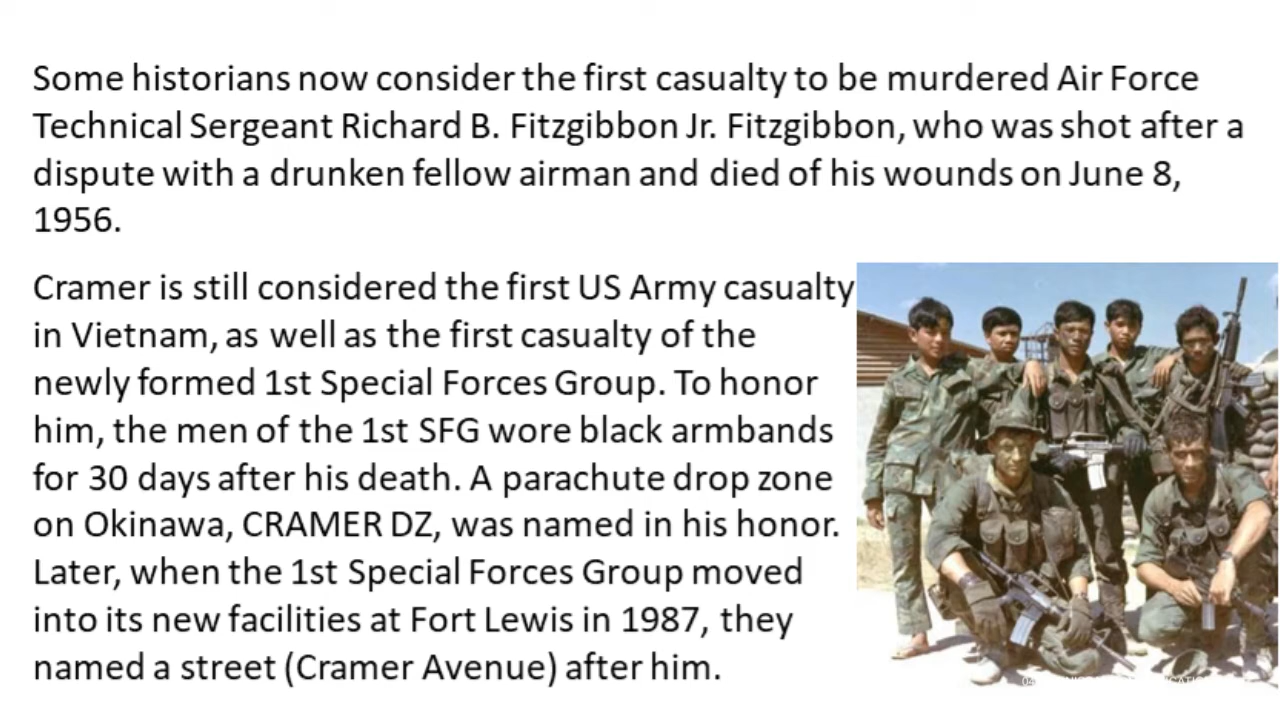 Some historians now consider the first casualty to be murdered Air Force
Technical Sergeant Richard B. Fitzgibbon Jr. Fitzgibbon, who was shot after a
dispute with a drunken fellow airman and died of his wounds on June 8,
1956.
Cramer is still considered the first US Army casualty
in Vietnam, as well as the first casualty of the
newly formed 1st Special Forces Group. To honor
him, the men of the 1st SFG wore black armbands
for 30 days after his death. A parachute drop zone
on Okinawa, CRAMER DZ, was named in his honor.
Later, when the 1st Special Forces Group moved
into its new facilities at Fort Lewis in 1987, they
named a street (Cramer Avenue) after him.